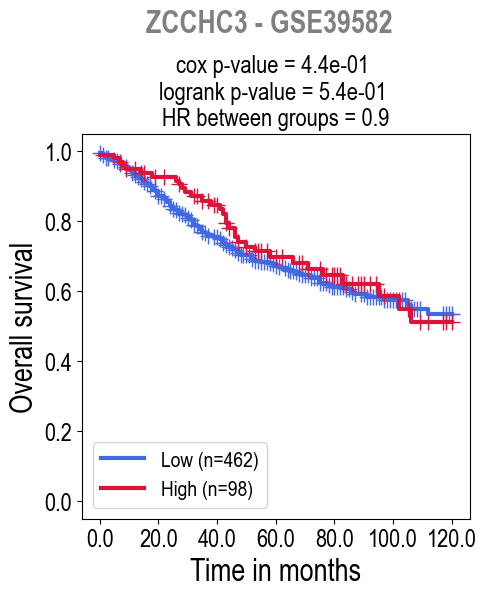 ZCCHC3 - GSE39582
cox p-value = 4.4e-01
logrank p-value = 5.4e-01
HR between groups = 0.9
1.0
0.8
0.6
0.4
0.2
0.0
Overall survival
Low (n=462)
High (n=98)
0.0 20.0 40.0 60.0 80.0 100.0 120.0
Time in months